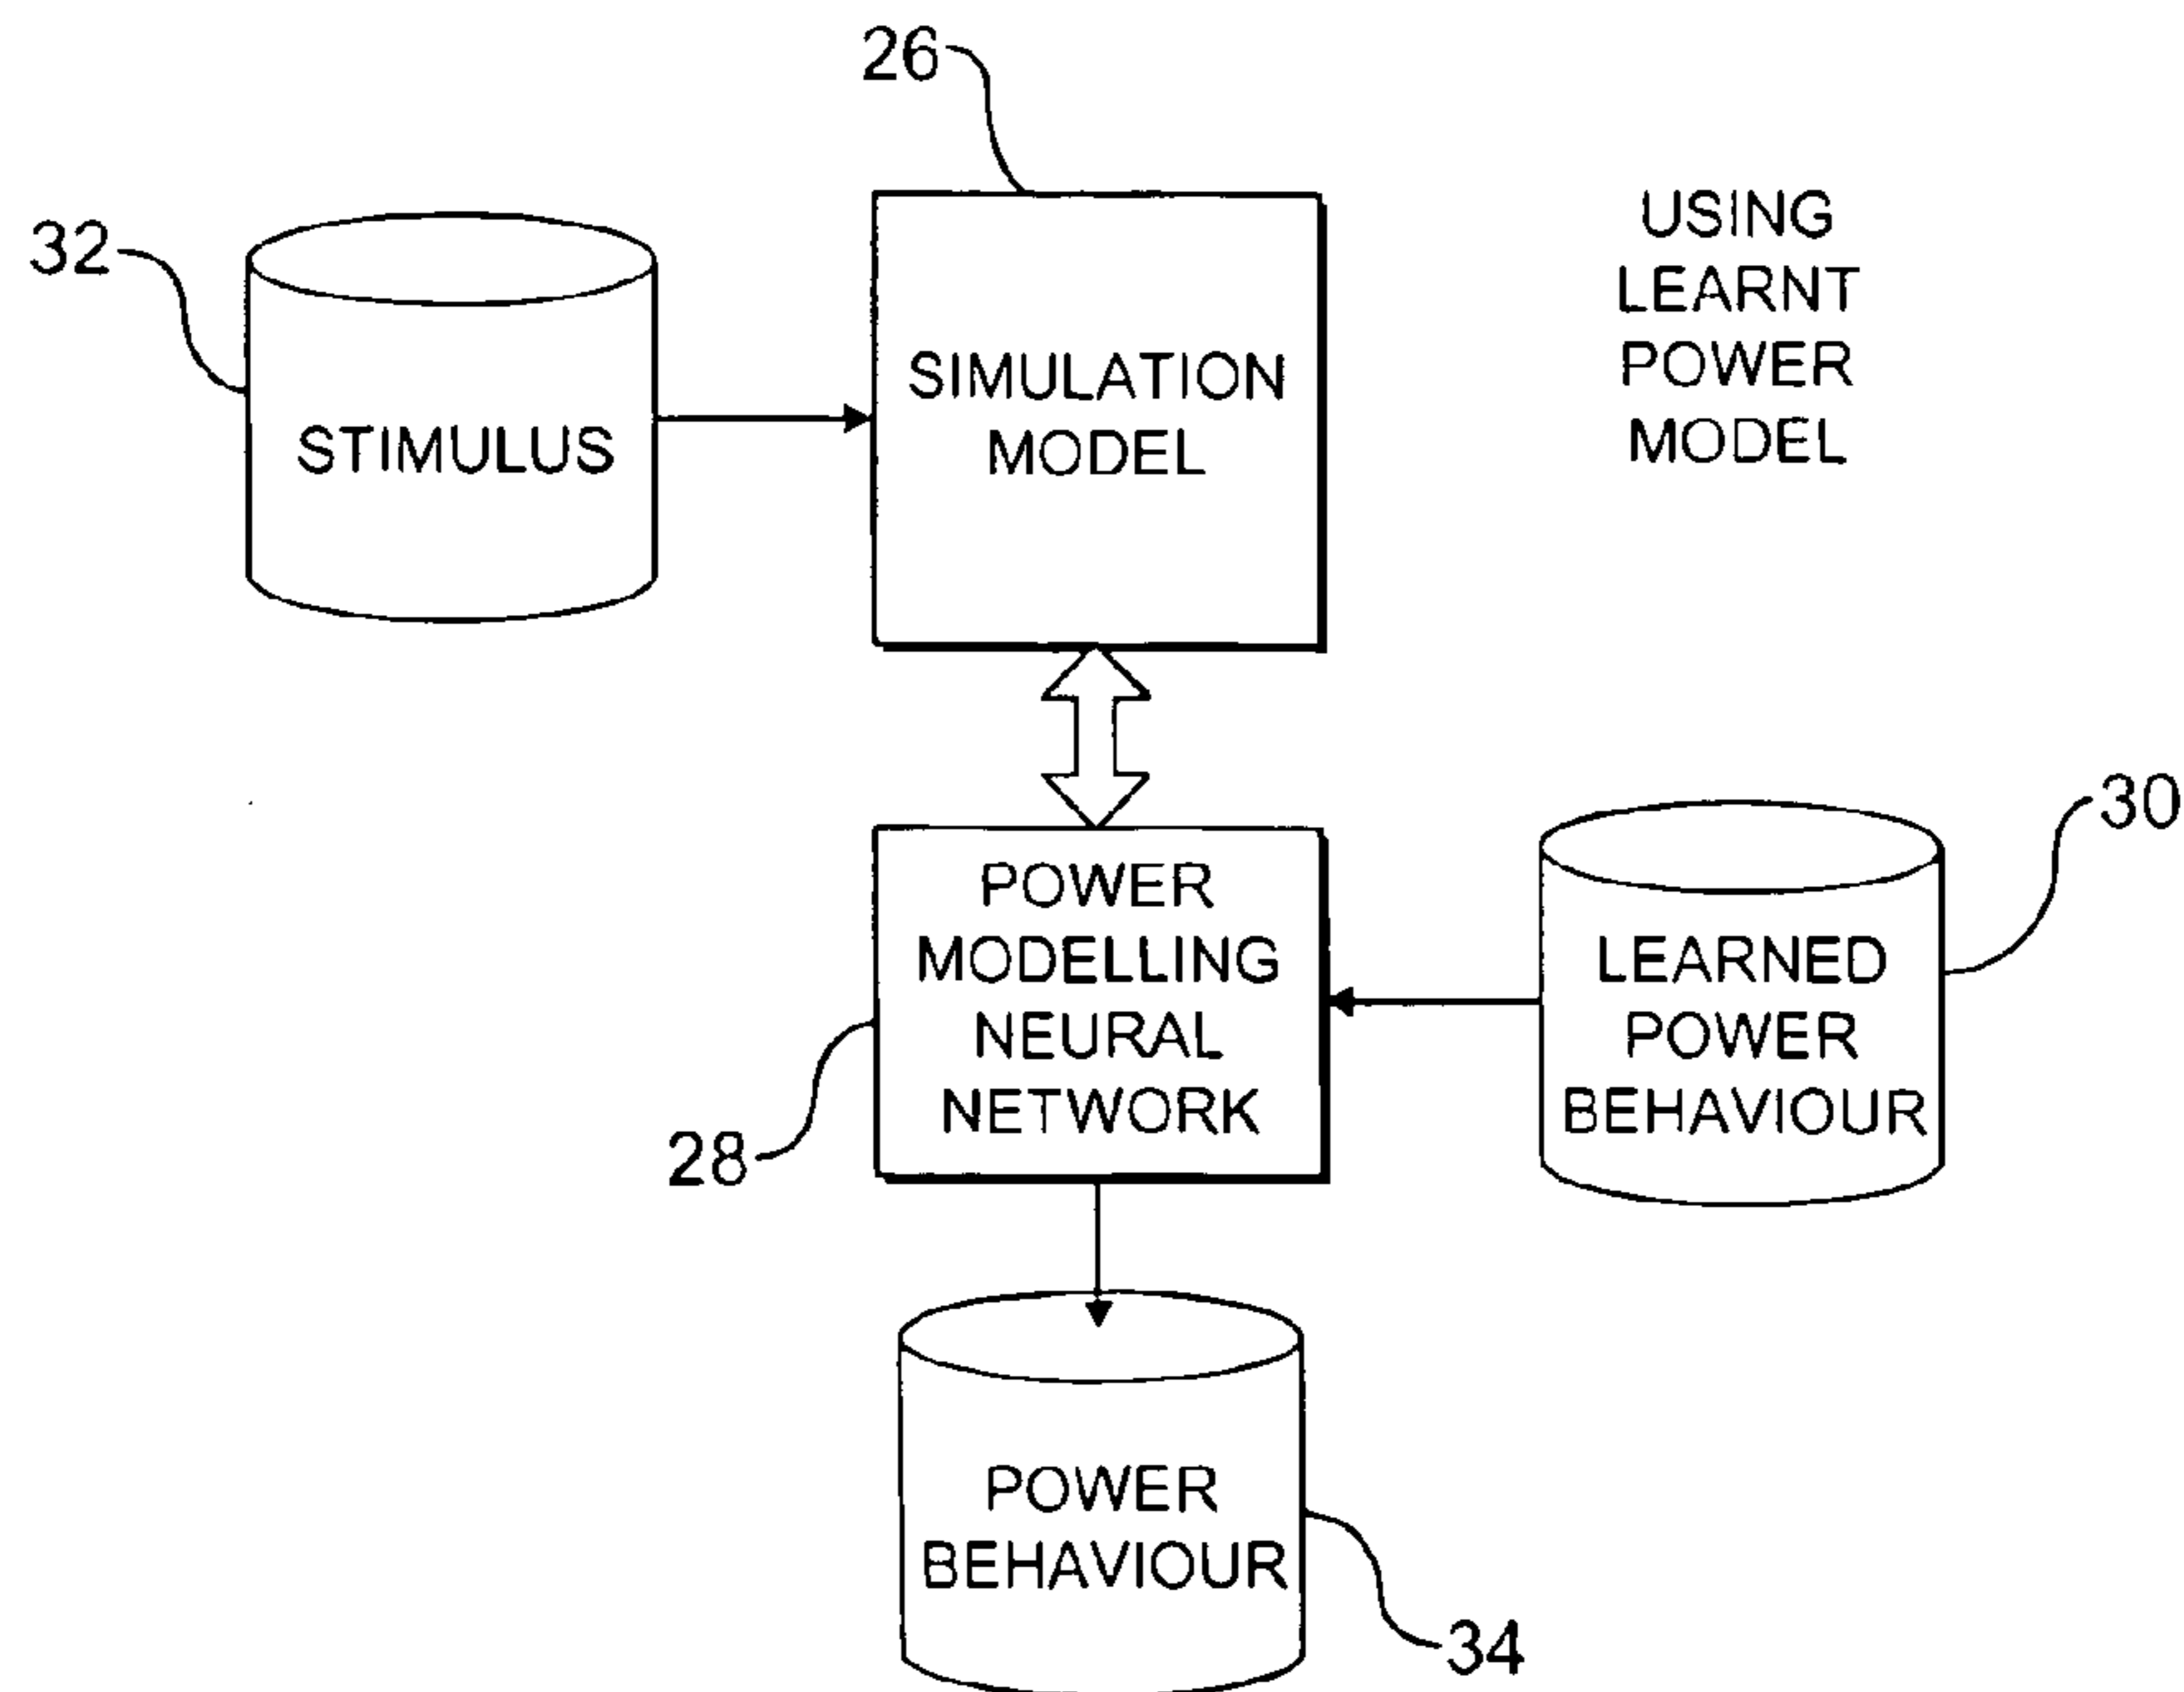 26
32
STIMULUS
SIMULATION
MODEL
USING
LEARNT
POWER
MODEL
30
POWER
MODELLING
NEURAL
NETWORK
28
LEARNED
POWER
BEHAVIOUR
POWER
BEHAVIOUR
34